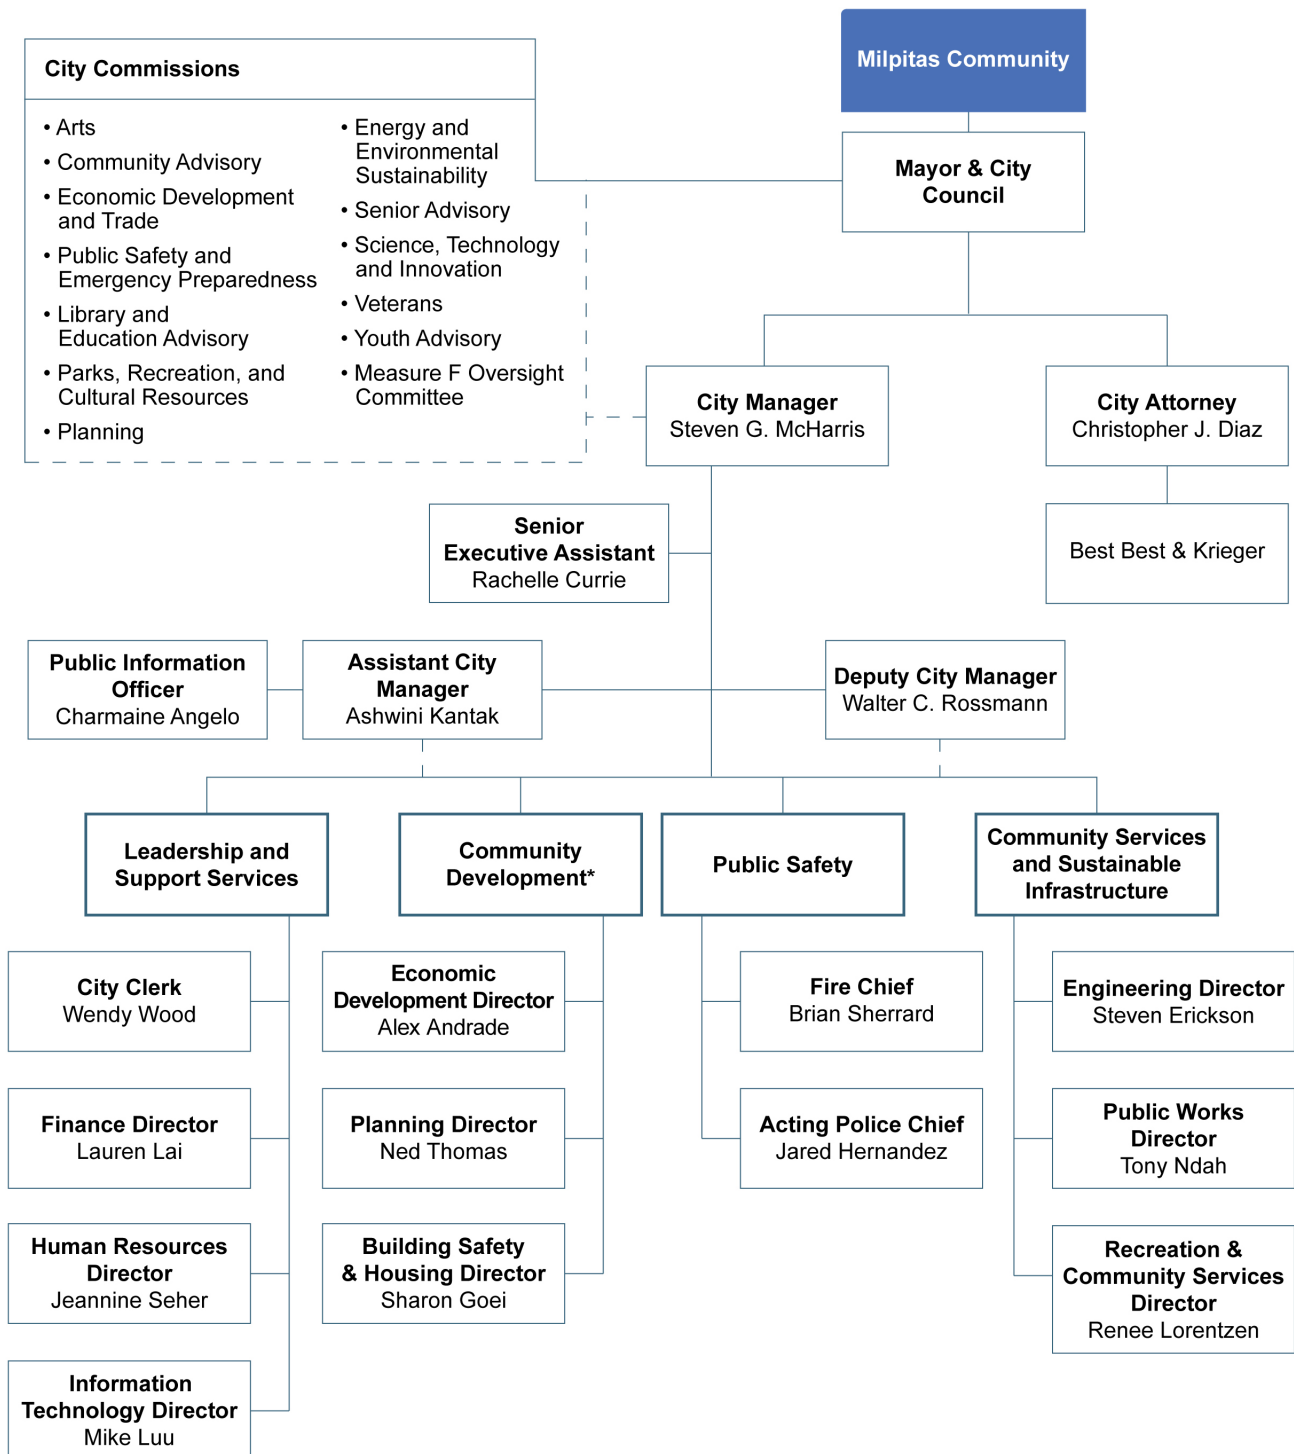 Milpitas Community
City Commissions
• Arts
• Community Advisory
• Economic Development
and Trade
• Public Safety and
Emergency Preparedness
• Library and
Education Advisory
• Parks, Recreation, and
Cultural Resources
• Planning
• Energy and
Environmental
Sustainability
• Senior Advisory
• Science, Technology
and Innovation
• Veterans
• Youth Advisory
• Measure F Oversight
Committee
Mayor & City
Council
City Manager
Steven G. McHarris
City Attorney
Christopher J. Diaz
Best Best & Krieger
Senior
Executive Assistant
Rachelle Currie
Public Information
Officer
Charmaine Angelo
Assistant City
Manager
Ashwini Kantak
Deputy City Manager
Walter C. Rossmann
Leadership and
Support Services
Community
Development*
Public Safety
Community Services
and Sustainable
Infrastructure
City Clerk
Wendy Wood
Finance Director
Lauren Lai
Human Resources
Director
Jeannine Seher
Information
Technology Director
Mike Luu
Economic
Development Director
Alex Andrade
Planning Director
Ned Thomas
Building Safety
& Housing Director
Sharon Goei
Fire Chief
Brian Sherrard
Acting Police Chief
Jared Hernandez
Engineering Director
Steven Erickson
Public Works
Director
Tony Ndah
Recreation &
Community Services
Director
Renee Lorentzen